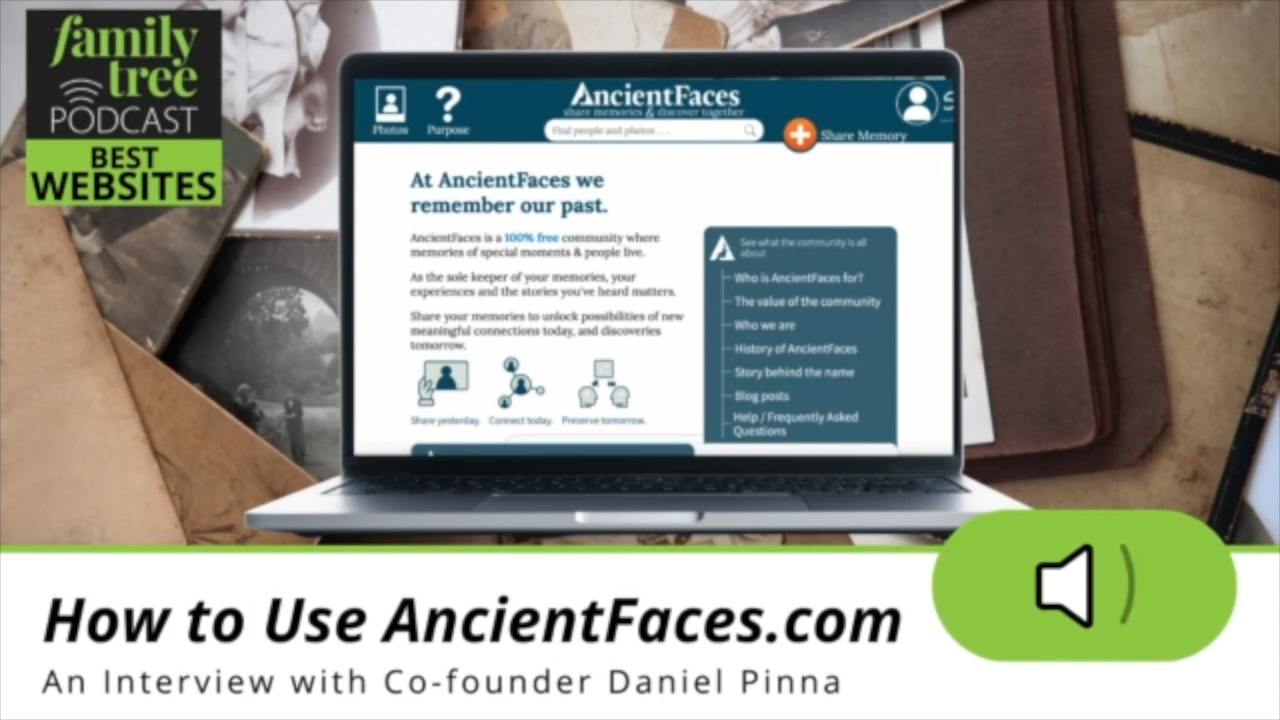 family
tree
PODCAST
BEST
WEBSITES
AncientFaces
share memories & discover together
Photos
Purpose
Find people and photos . . . .
Share Memory
At AncientFaces we
remember our past.
AncientFaces is a 100% free community where
memories of special moments & people live.
As the sole keeper of your memories, your
experiences and the stories you've heard matters.
Share your memories to unlock possibilities of new
meaningful connections today, and discoveries
tomorrow.
Share yesterday.
Connect today.
Preserve tomorrow.
See what the community is all
about
Who is AncientFaces for?
The value of the community
Who we are
History of AncientFaces
Story behind the name
Blog posts
Help / Frequently Asked
Questions
How to Use AncientFaces.com
An Interview with Co-founder Daniel Pinna